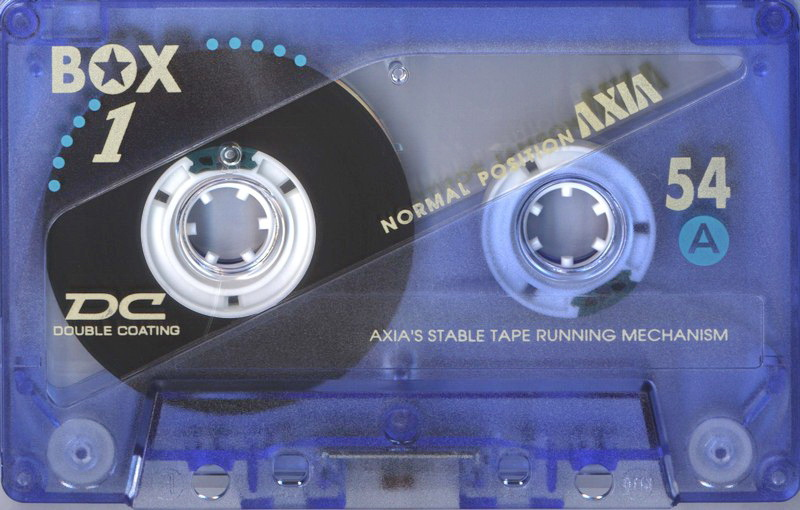 BOX
1
NORMAL POSITION AXIA
54
A
DC
DOUBLE COATING
AXIA'S STABLE TAPE RUNNING MECHANISM